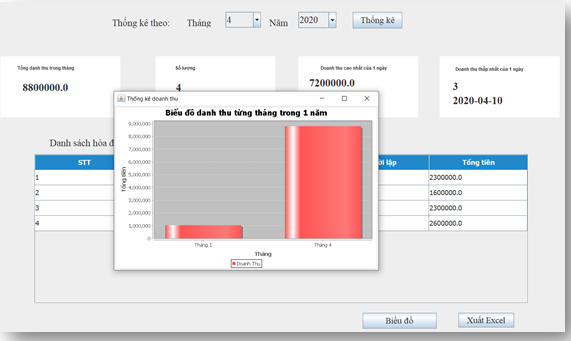 Thống kê theo: Tháng 4 Năm 2020 Thống kê
Tổng danh thu trong tháng
8800000.0
Số lượng
4
Doanh thu cao nhất của 1 ngày
7200000.0
Doanh thu thấp nhất của 1 ngày
3
2020-04-10
Danh sách hóa đ
STT
ời lập
Tổng tiền
1
2300000.0
2
1600000.0
3
2300000.0
4
2600000.0
Thống kê doanh thu
Biểu đồ danh thu từng tháng trong 1 năm
Tổng tiền
9,000,000
8,000,000
7,000,000
6,000,000
5,000,000
4,000,000
3,000,000
2,000,000
1,000,000
0
Tháng 1 Tháng 4
Tháng
Doanh Thu
Biểu đồ Xuất Excel